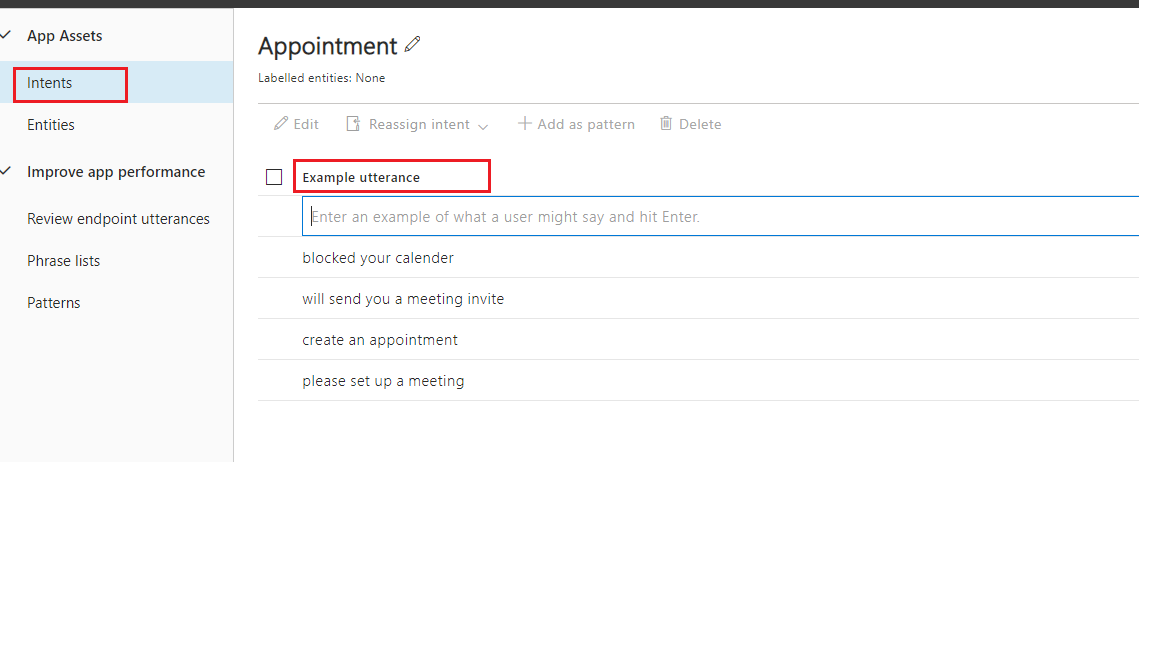 App Assets
Intents
Entities
Improve app performance
Review endpoint utterances
Phrase lists
Patterns
Appointment
Labelled entities: None
Edit Reassign intent Add as pattern Delete
Example utterance
Enter an example of what a user might say and hit Enter.
blocked your calender
will send you a meeting invite
create an appointment
please set up a meeting